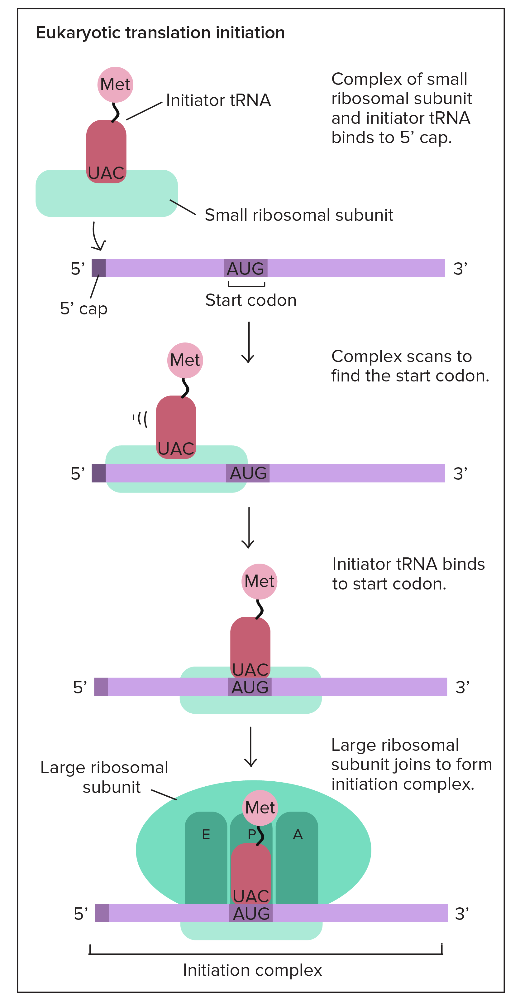 Eukaryotic translation initiation
Met
Initiator tRNA
Complex of small
ribosomal subunit
and initiator tRNA
binds to 5’ cap.
UAC
Small ribosomal subunit
5’ AUG 3’
Start codon
5’ cap
Met
Complex scans to
find the start codon.
UAC
5’ AUG 3’
Met
Initiator tRNA binds
to start codon.
UAC
5’ AUG 3’
Large ribosomal
subunit
Large ribosomal
subunit joins to form
initiation complex.
Met
E P A
UAC
5’ AUG 3’
Initiation complex